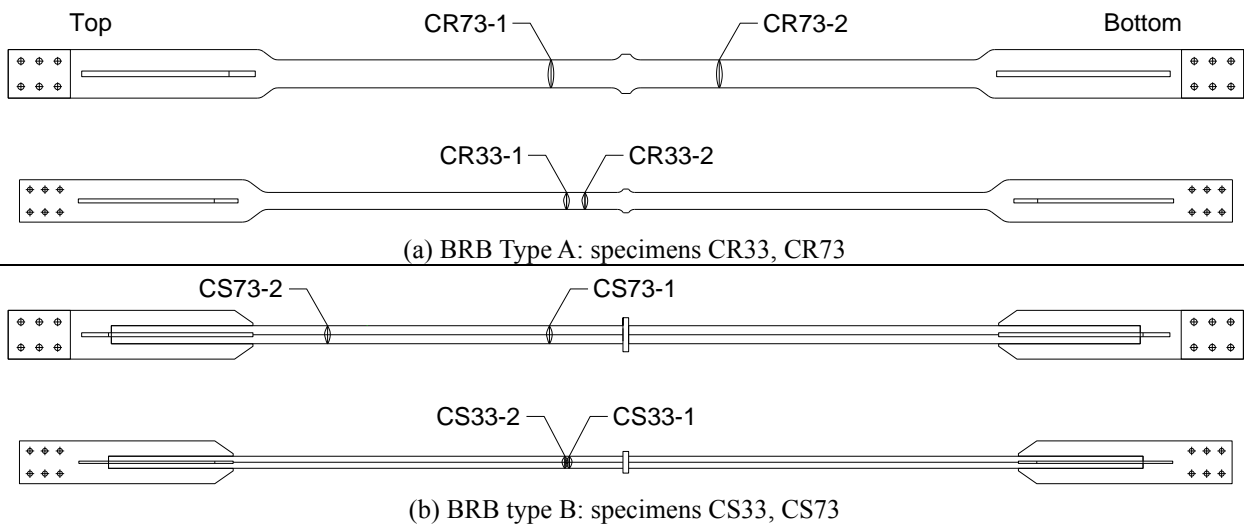 Top
CR73-1
CR73-2
Bottom
CR33-1
CR33-2
(a) BRB Type A: specimens CR33, CR73
CS73-2
CS73-1
CS33-2
CS33-1
(b) BRB type B: specimens CS33, CS73